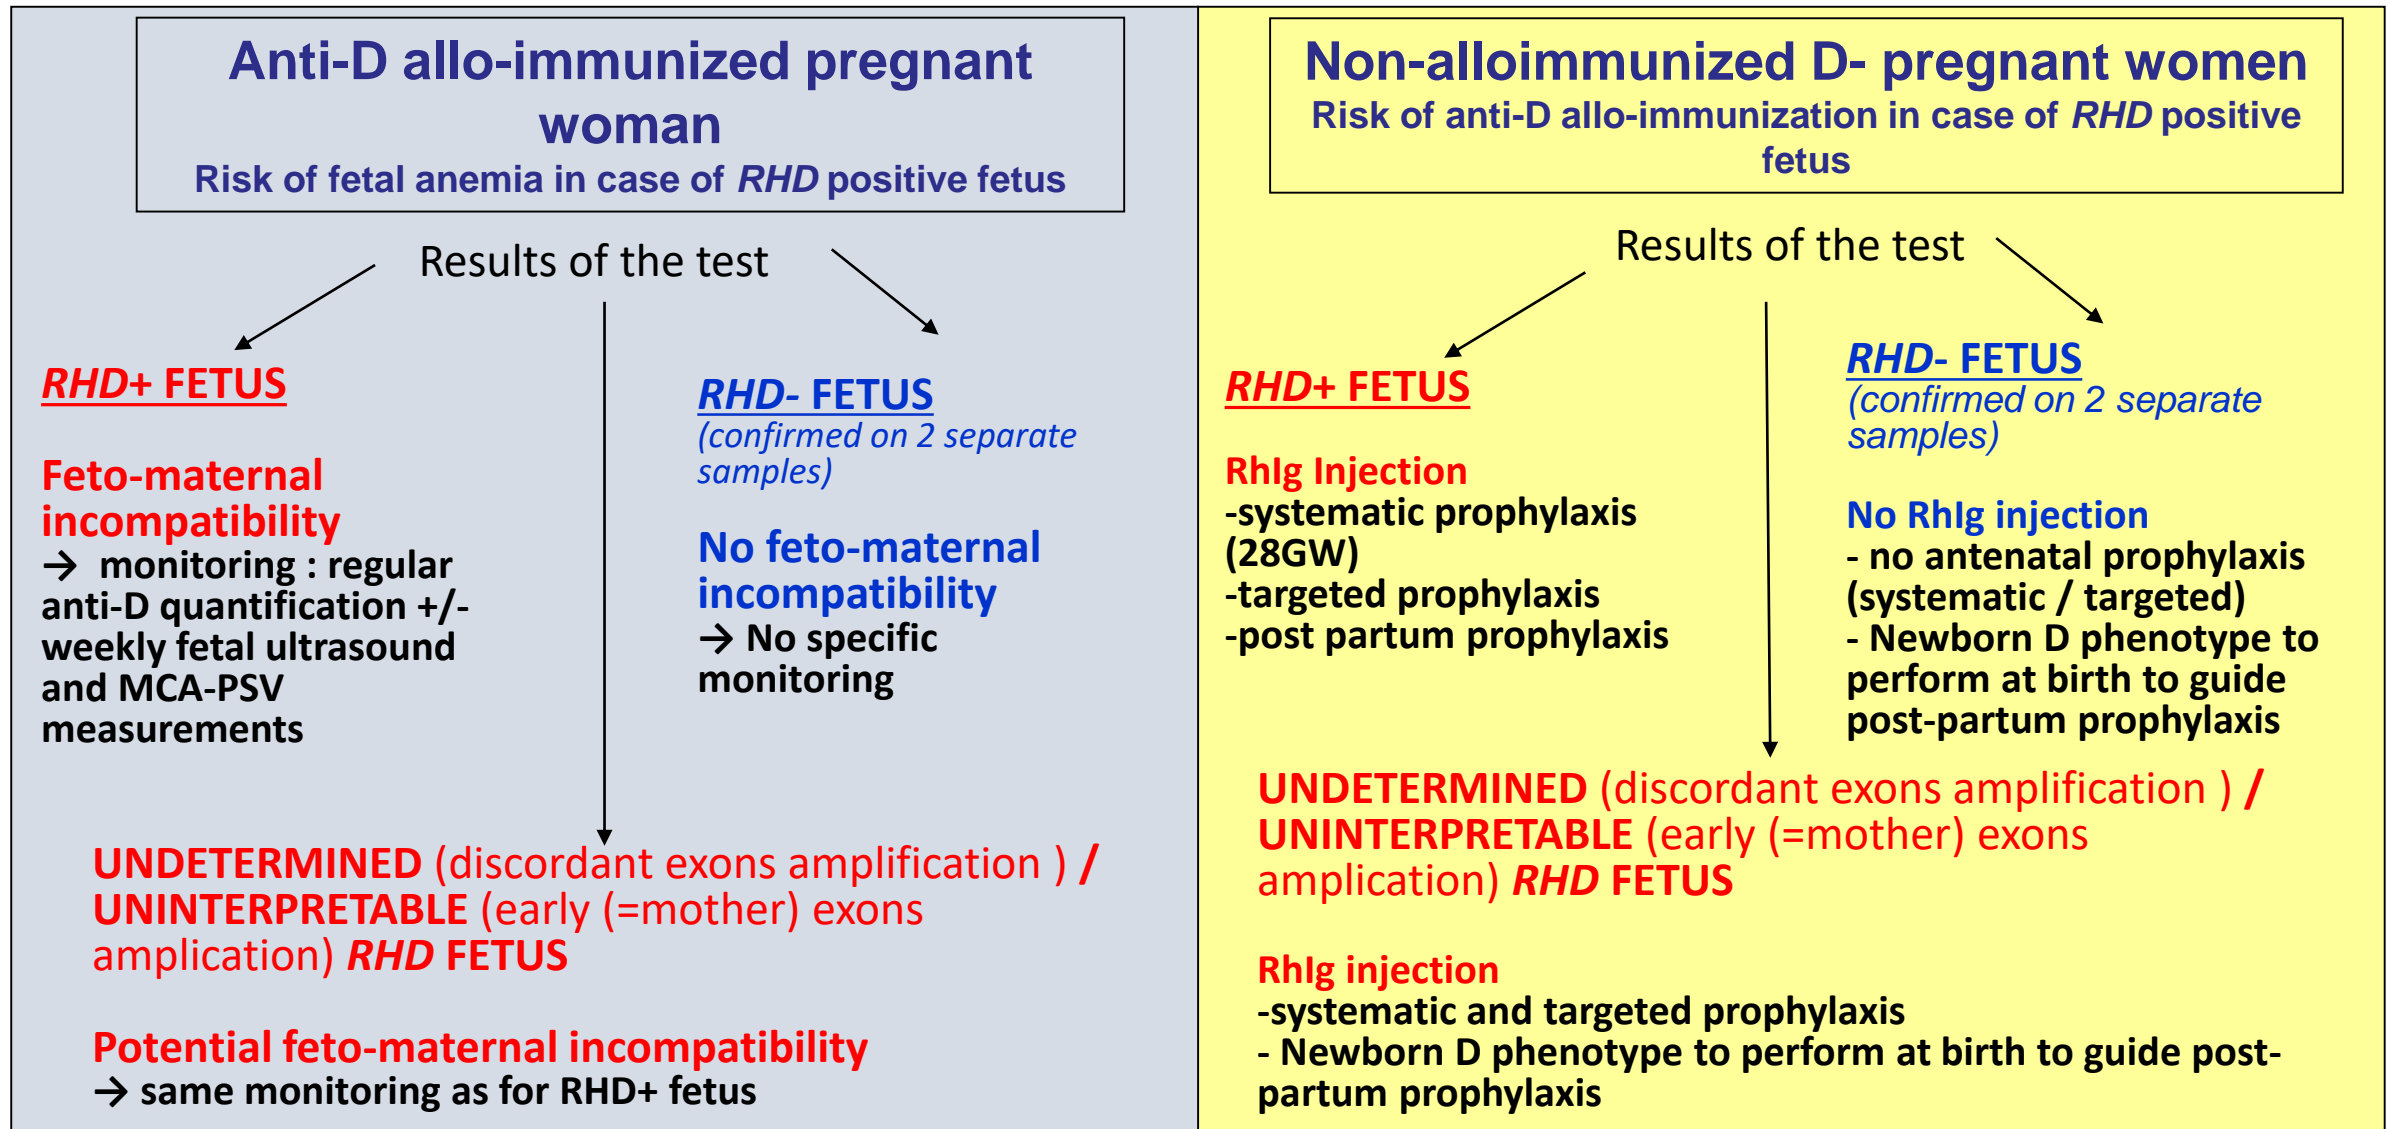 Anti-D allo-immunized pregnant
woman
Risk of fetal anemia in case of RHD positive fetus
Results of the test
RHD+ FETUS
Feto-maternal
incompatibility
→ monitoring : regular
anti-D quantification +/-
weekly fetal ultrasound
and MCA-PSV
measurements
RHD- FETUS
(confirmed on 2 separate
samples)
No feto-maternal
incompatibility
→ No specific
monitoring
UNDETERMINED (discordant exons amplification ) /
UNINTERPRETABLE (early (=mother) exons
amplication) RHD FETUS
Potential feto-maternal incompatibility
→ same monitoring as for RHD+ fetus
Non-alloimmunized D- pregnant women
Risk of anti-D allo-immunization in case of RHD positive
fetus
Results of the test
RHD+ FETUS
RhIg Injection
-systematic prophylaxis
(28GW)
-targeted prophylaxis
-post partum prophylaxis
RHD- FETUS
(confirmed on 2 separate
samples)
No RhIg injection
- no antenatal prophylaxis
(systematic / targeted)
- Newborn D phenotype to
perform at birth to guide
post-partum prophylaxis
UNDETERMINED (discordant exons amplification ) /
UNINTERPRETABLE (early (=mother) exons
amplication) RHD FETUS
RhIg injection
-systematic and targeted prophylaxis
- Newborn D phenotype to perform at birth to guide post-
partum prophylaxis